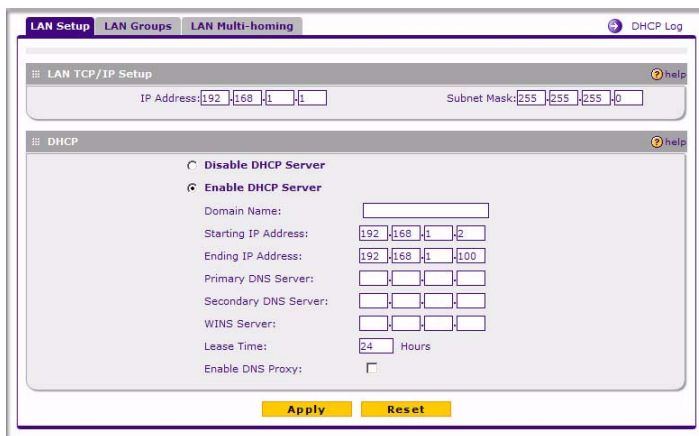 LAN Setup LAN Groups LAN Multi-homing DHCP Log
LAN TCP/IP Setup help
IP Address: 192 . 168 . 1 . 1 Subnet Mask: 255 . 255 . 255 . 0
DHCP help
Disable DHCP Server
Enable DHCP Server
Domain Name:
Starting IP Address: 192 . 168 . 1 . 2
Ending IP Address: 192 . 168 . 1 . 100
Primary DNS Server: . . .
Secondary DNS Server: . . .
WINS Server: . . .
Lease Time: 24 Hours
Enable DNS Proxy:
Apply Reset